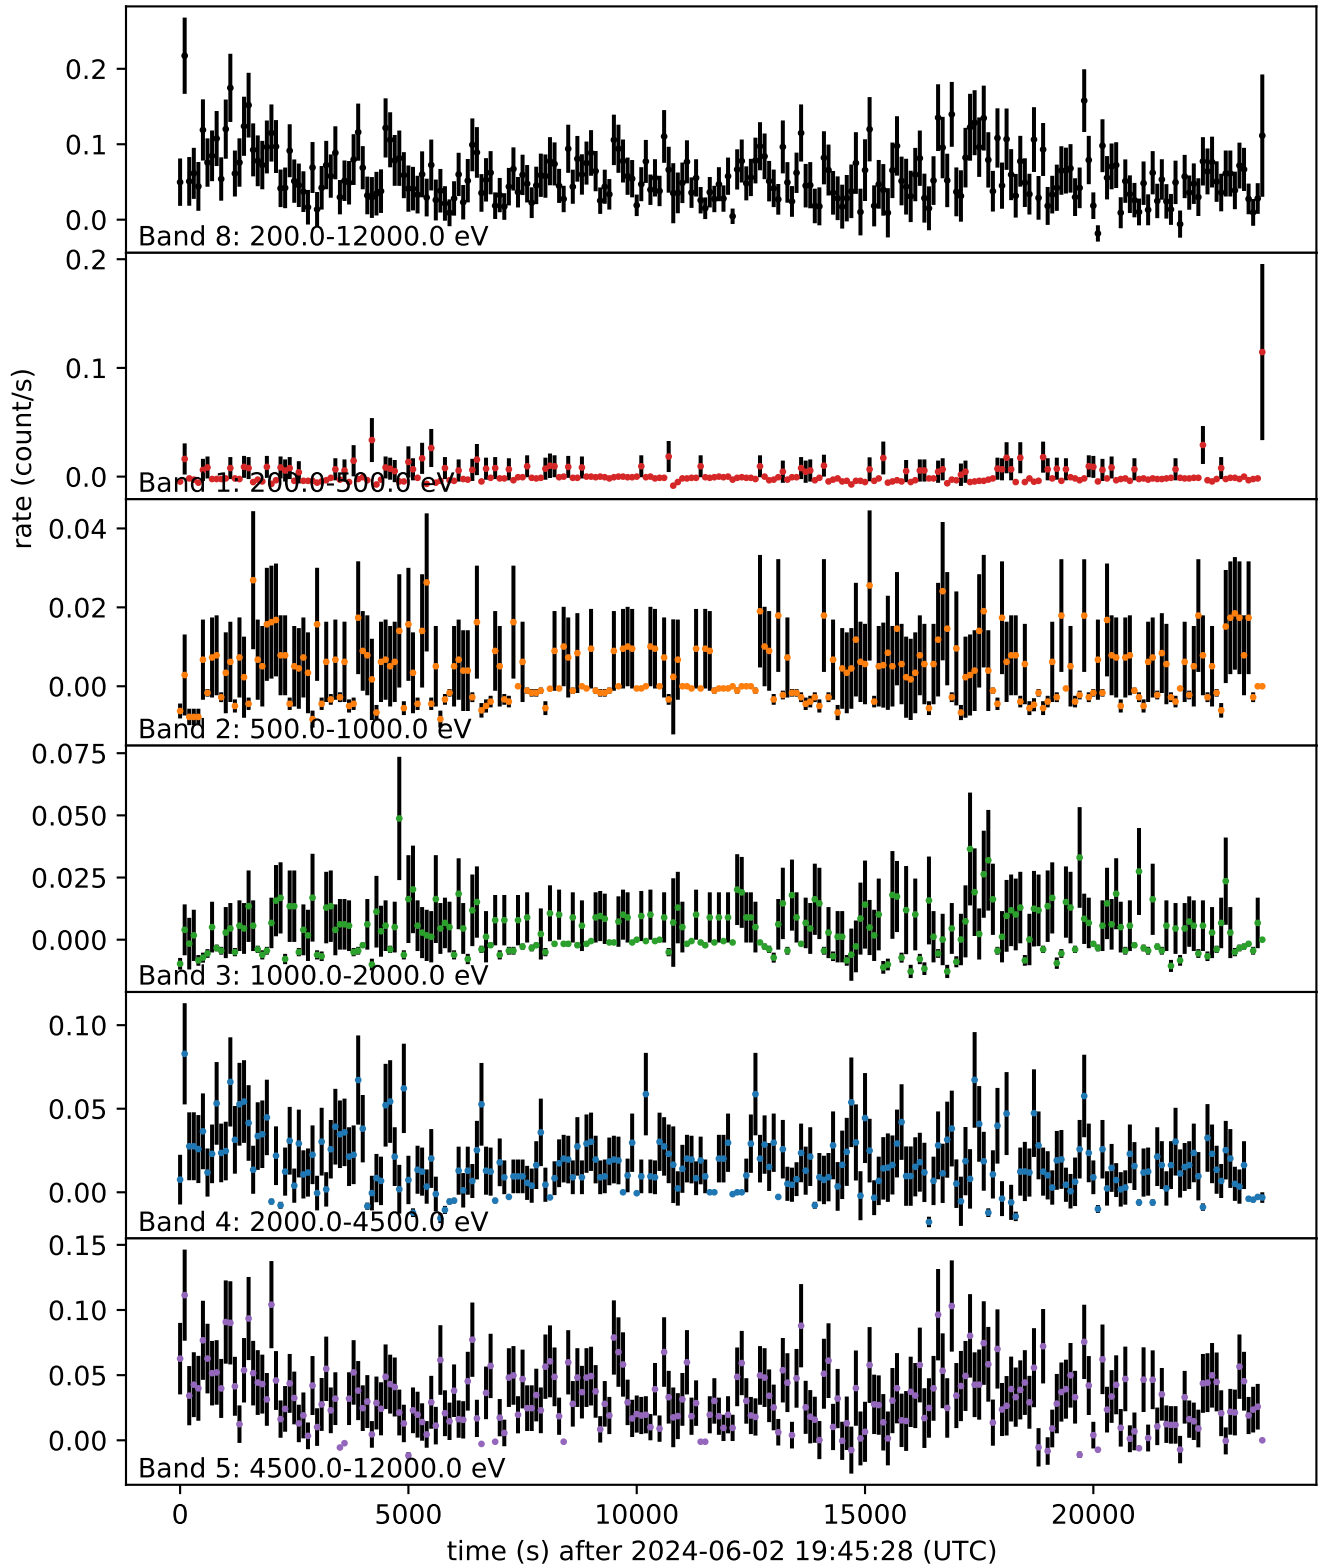 0.2
0.1
0.0
Band 8: 200.0-12000.0 eV
0.2
0.1
0.0
Band 1: 200.0-500.0 eV
rate (count/s)
0.04
0.02
0.00
Band 2: 500.0-1000.0 eV
0.075
0.050
0.025
0.000
Band 3: 1000.0-2000.0 eV
0.10
0.05
0.00
Band 4: 2000.0-4500.0 eV
0.15
0.10
0.05
0.00
Band 5: 4500.0-12000.0 eV
0 5000 10000 15000 20000
time (s) after 2024-06-02 19:45:28 (UTC)